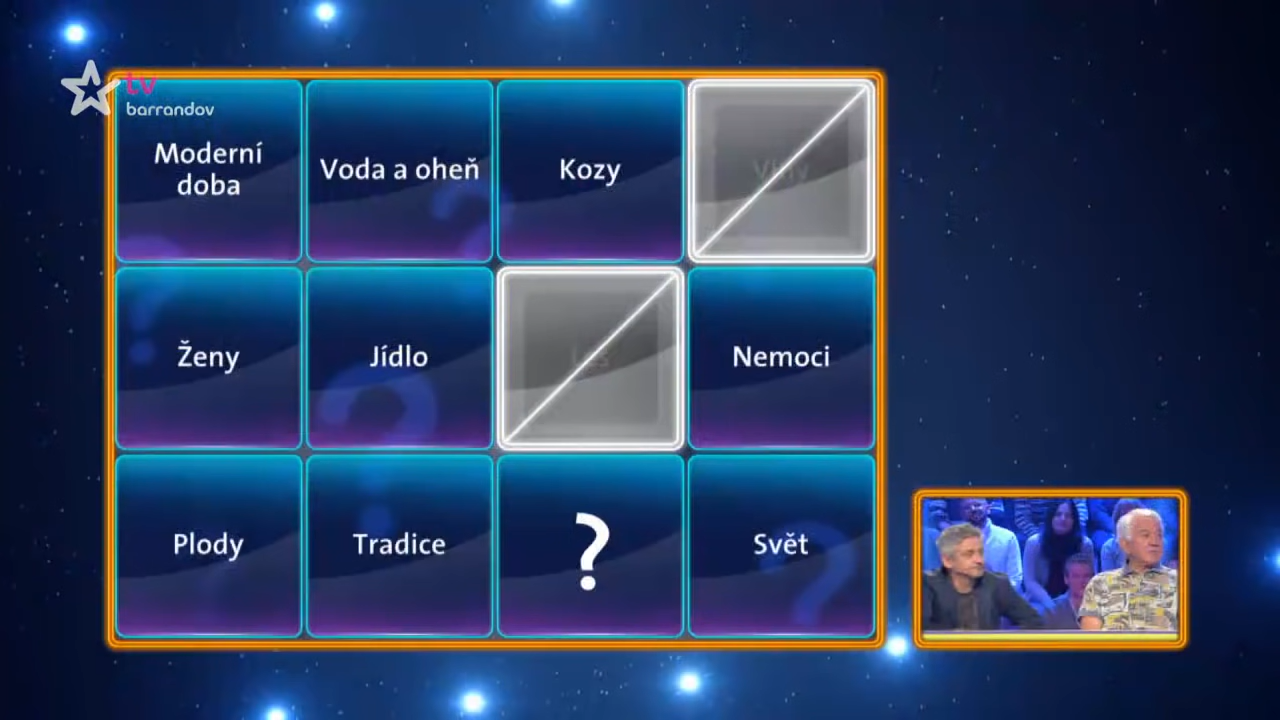 tv
barrandov
Moderní
doba
Voda a oheň
Kozy
Ženy
Jídlo
Nemoci
Plody
Tradice
?
Svět